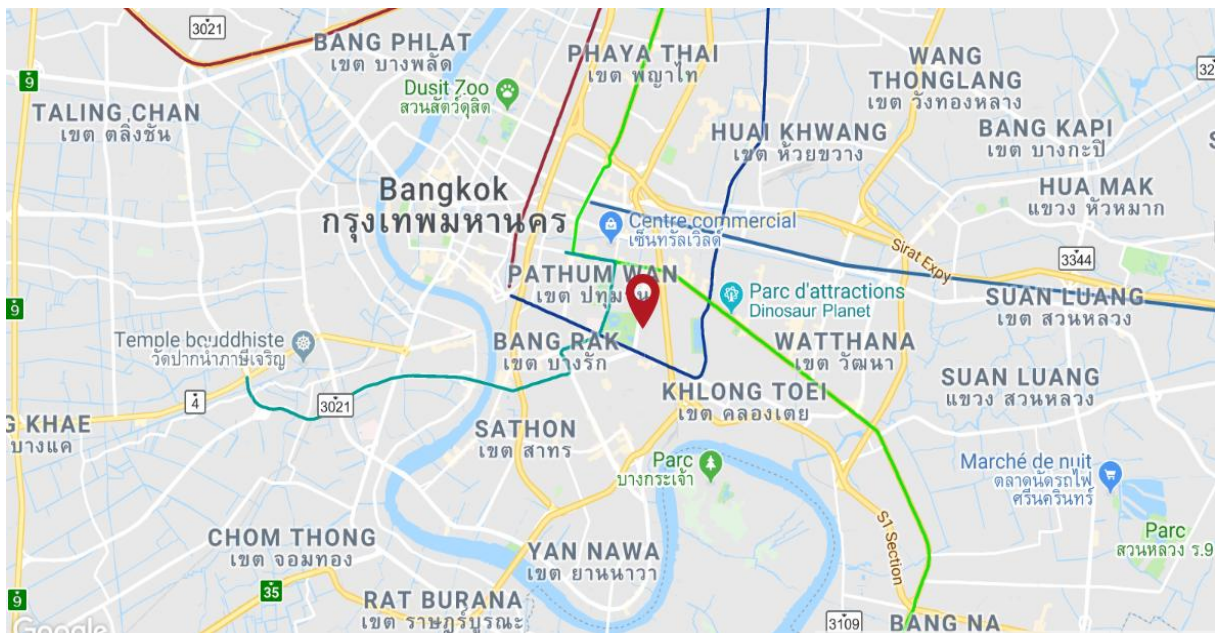 3021
BANG PHLAT
เขต บางพลัด
PHAYA THAI
เขต พญาไท
WANG
THONGLANG
เขต วังทองหลาง
32
9
Dusit Zoo
สวนสัตว์ดุสิต
TALING CHAN
เขต ตลิ่งชัน
HUAI KHWANG
เขต ห้วยขวาง
BANG KAPI
เขต บางกะปิ
HUA MAK
แขวง หัวหมาก
Bangkok
กรุงเทพมหานคร
Centre commercial
เซ็นทรัลเวิลด์
Sirat Expy
3344
PATHUM WAN
Parc d'attractions
Dinosaur Planet
SUAN LUANG
เขต สวนหลวง
9
Temple bouddhiste
วัดปากน้ำภาษีเจริญ
BANG RAK
เขต บางรัก
WATTHANA
เขต วัฒนา
SUAN LUANG
แขวง สวนหลวง
KHLONG TOEI
เขต คลองเตย
4
3021
G KHAE
บางแค
SATHON
เขต สาทร
Parc
บางกระเจ้า
Marché de nuit
ตลาดนัดรถไฟ
ศรีนครินทร์
S1 Section
CHOM THONG
เขต จอมทอง
YAN NAWA
เขต ยานนาวา
Parc
สวนหลวง ร.9
35
9
RAT BURANA
เขต ราษฎร์บูรณะ
3109
BANG NA
Google